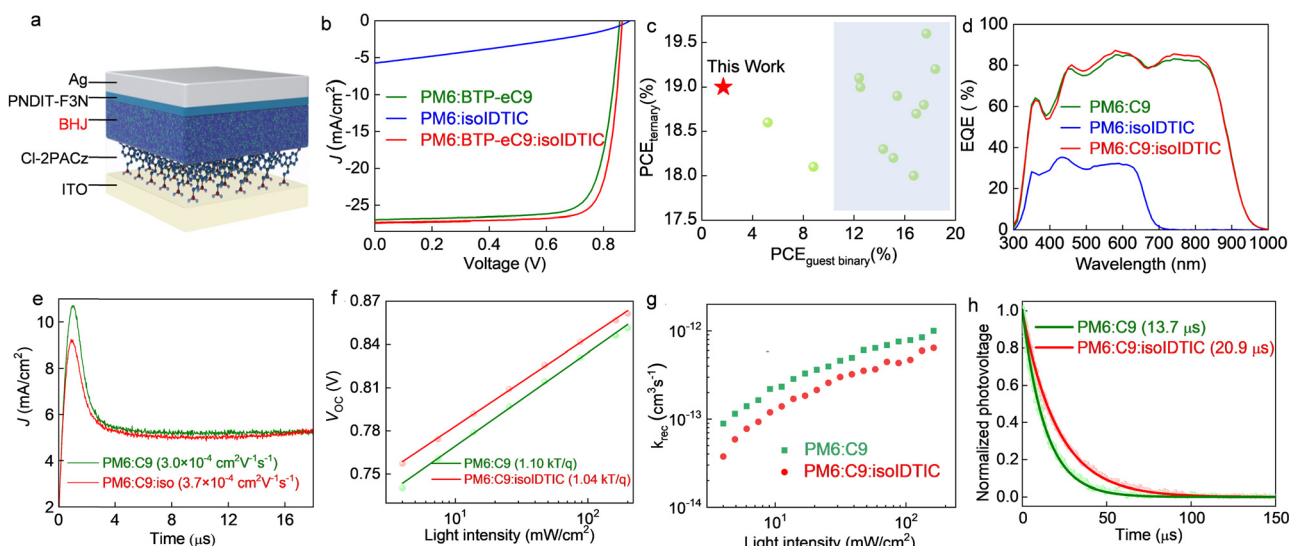 a
Ag
PNDIT-F3N
BHJ
Cl-2PACz
ITO
b
0
-5
-10
-15
-20
-25
J (mA/cm²)
PM6:BTP-eC9
PM6:isoIDTIC
PM6:BTP-eC9:isoIDTIC
0.0 0.2 0.4 0.6 0.8
Voltage (V)
c
19.5
19.0
18.5
18.0
17.5
PCEternary(%)
This Work
0 4 8 12 16 20
PCEguest binary(%)
d
100
80
60
40
20
0
EQE (%)
PM6:C9
PM6:isoIDTIC
PM6:C9:isoIDTIC
300 400 500 600 700 800 900 1000
Wavelength (nm)
e
10
8
6
4
2
J (mA/cm²)
PM6:C9 (3.0×10⁻⁴ cm²V⁻¹s⁻¹)
PM6:C9:iso (3.7×10⁻⁴ cm²V⁻¹s⁻¹)
0 4 8 12 16
Time (μs)
f
0.87
0.84
0.81
0.78
0.75
VOC (V)
PM6:C9 (1.10 kT/q)
PM6:C9:isoIDTIC (1.04 kT/q)
10¹ 10²
Light intensity (mW/cm²)
g
10⁻¹²
10⁻¹³
10⁻¹⁴
krec (cm³s⁻¹)
PM6:C9
PM6:C9:isoIDTIC
10¹ 10²
Light intensity (mW/cm²)
h
1.0
0.8
0.6
0.4
0.2
0.0
Normalized photovoltage
PM6:C9 (13.7 μs)
PM6:C9:isoIDTIC (20.9 μs)
0 50 100 150
Time (μs)